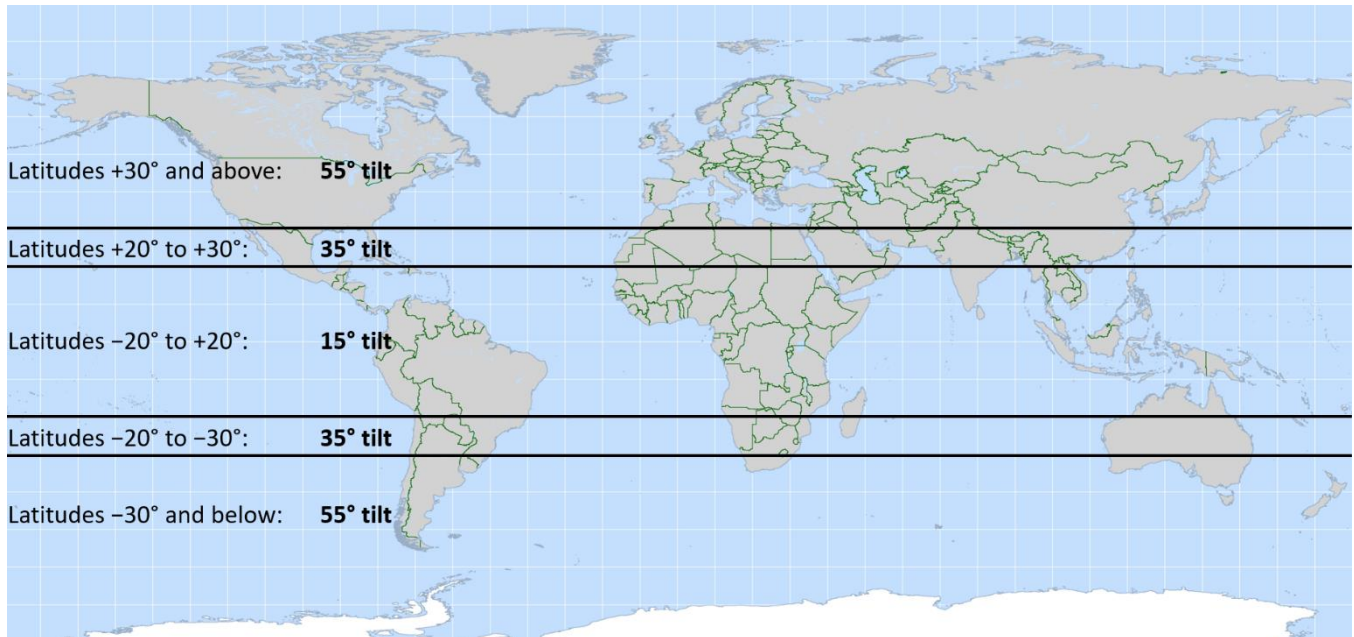 Latitudes +30° and above: 55° tilt
Latitudes +20° to +30°: 35° tilt
Latitudes −20° to +20°: 15° tilt
Latitudes −20° to −30°: 35° tilt
Latitudes −30° and below: 55° tilt